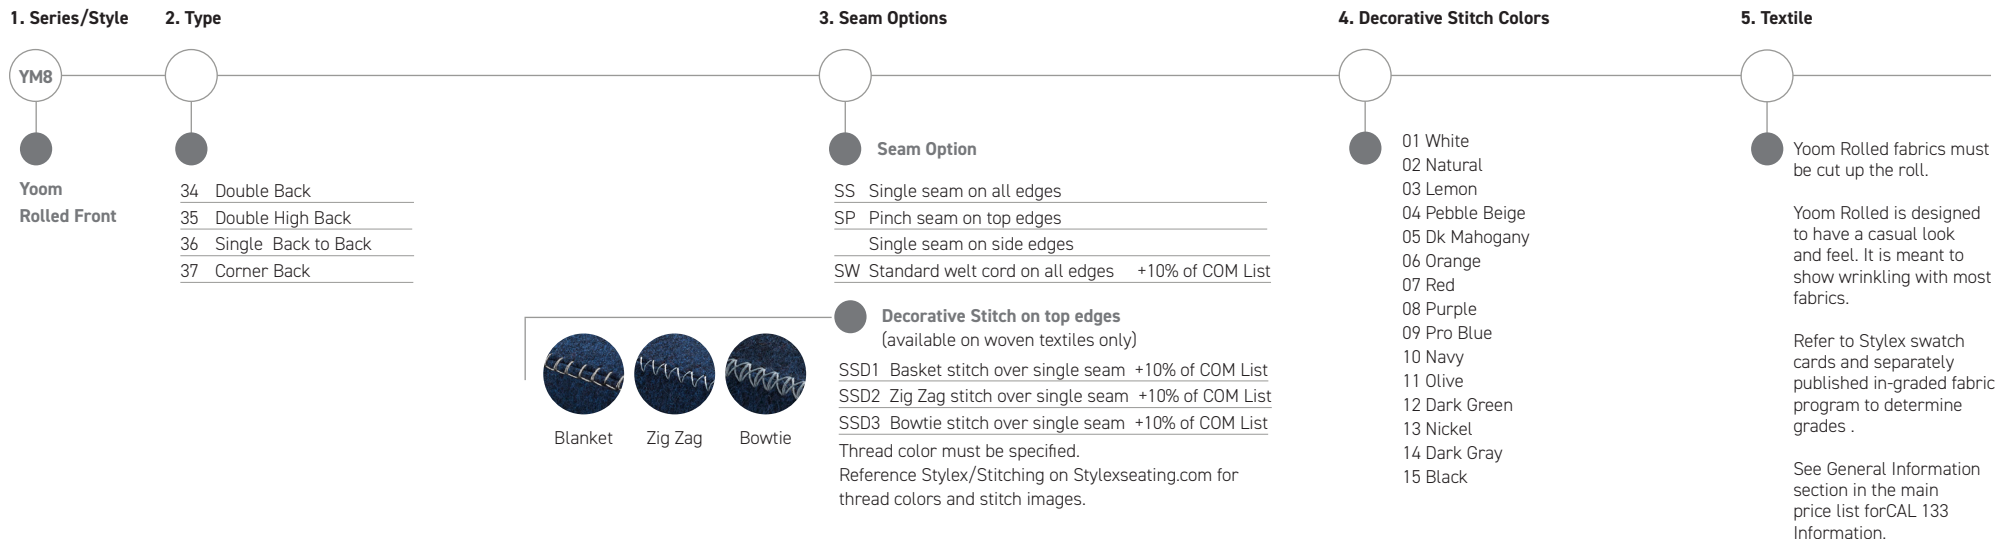 1. Series/Style
2. Type
3. Seam Options
4. Decorative Stitch Colors
5. Textile
YM8
Yoom
Rolled Front
34 Double Back
35 Double High Back
36 Single Back to Back
37 Corner Back
Seam Option
SS Single seam on all edges
SP Pinch seam on top edges
Single seam on side edges
SW Standard welt cord on all edges +10% of COM List
Decorative Stitch on top edges
(available on woven textiles only)
SSD1 Basket stitch over single seam +10% of COM List
SSD2 Zig Zag stitch over single seam +10% of COM List
SSD3 Bowtie stitch over single seam +10% of COM List
Thread color must be specified.
Reference Stylex/Stitching on Stylexseating.com for
thread colors and stitch images.
Blanket
Zig Zag
Bowtie
01 White
02 Natural
03 Lemon
04 Pebble Beige
05 Dk Mahogany
06 Orange
07 Red
08 Purple
09 Pro Blue
10 Navy
11 Olive
12 Dark Green
13 Nickel
14 Dark Gray
15 Black
Yoom Rolled fabrics must
be cut up the roll.
Yoom Rolled is designed
to have a casual look
and feel. It is meant to
show wrinkling with most
fabrics.
Refer to Stylex swatch
cards and separately
published in-graded fabric
program to determine
grades .
See General Information
section in the main
price list forCAL 133
Information.